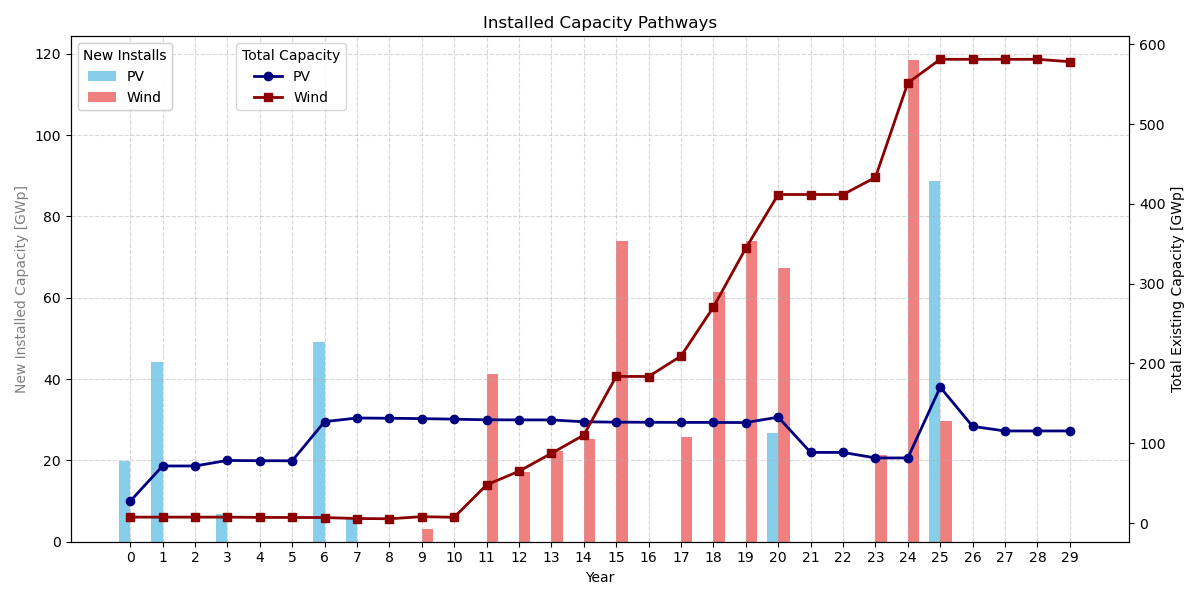 Installed Capacity Pathways
New Installs
PV
Wind
Total Capacity
PV
Wind
New Installed Capacity [GWp]
120
100
80
60
40
20
0
600
500
400
300
200
100
0
Total Existing Capacity [GWp]
0 1 2 3 4 5 6 7 8 9 10 11 12 13 14 15 16 17 18 19 20 21 22 23 24 25 26 27 28 29
Year